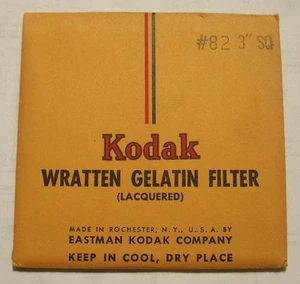 #82 3" SQ
Kodak
WRATTEN GELATIN FILTER
(LACQUERED)
MADE IN ROCHESTER, N. Y., U. S. A. BY
EASTMAN KODAK COMPANY
KEEP IN COOL, DRY PLACE